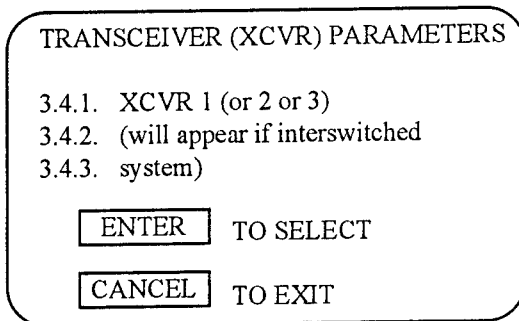 TRANSCEIVER (XCVR) PARAMETERS
3.4.1. XCVR 1 (or 2 or 3)
3.4.2. (will appear if interswitched
3.4.3. system)
ENTER TO SELECT
CANCEL TO EXIT